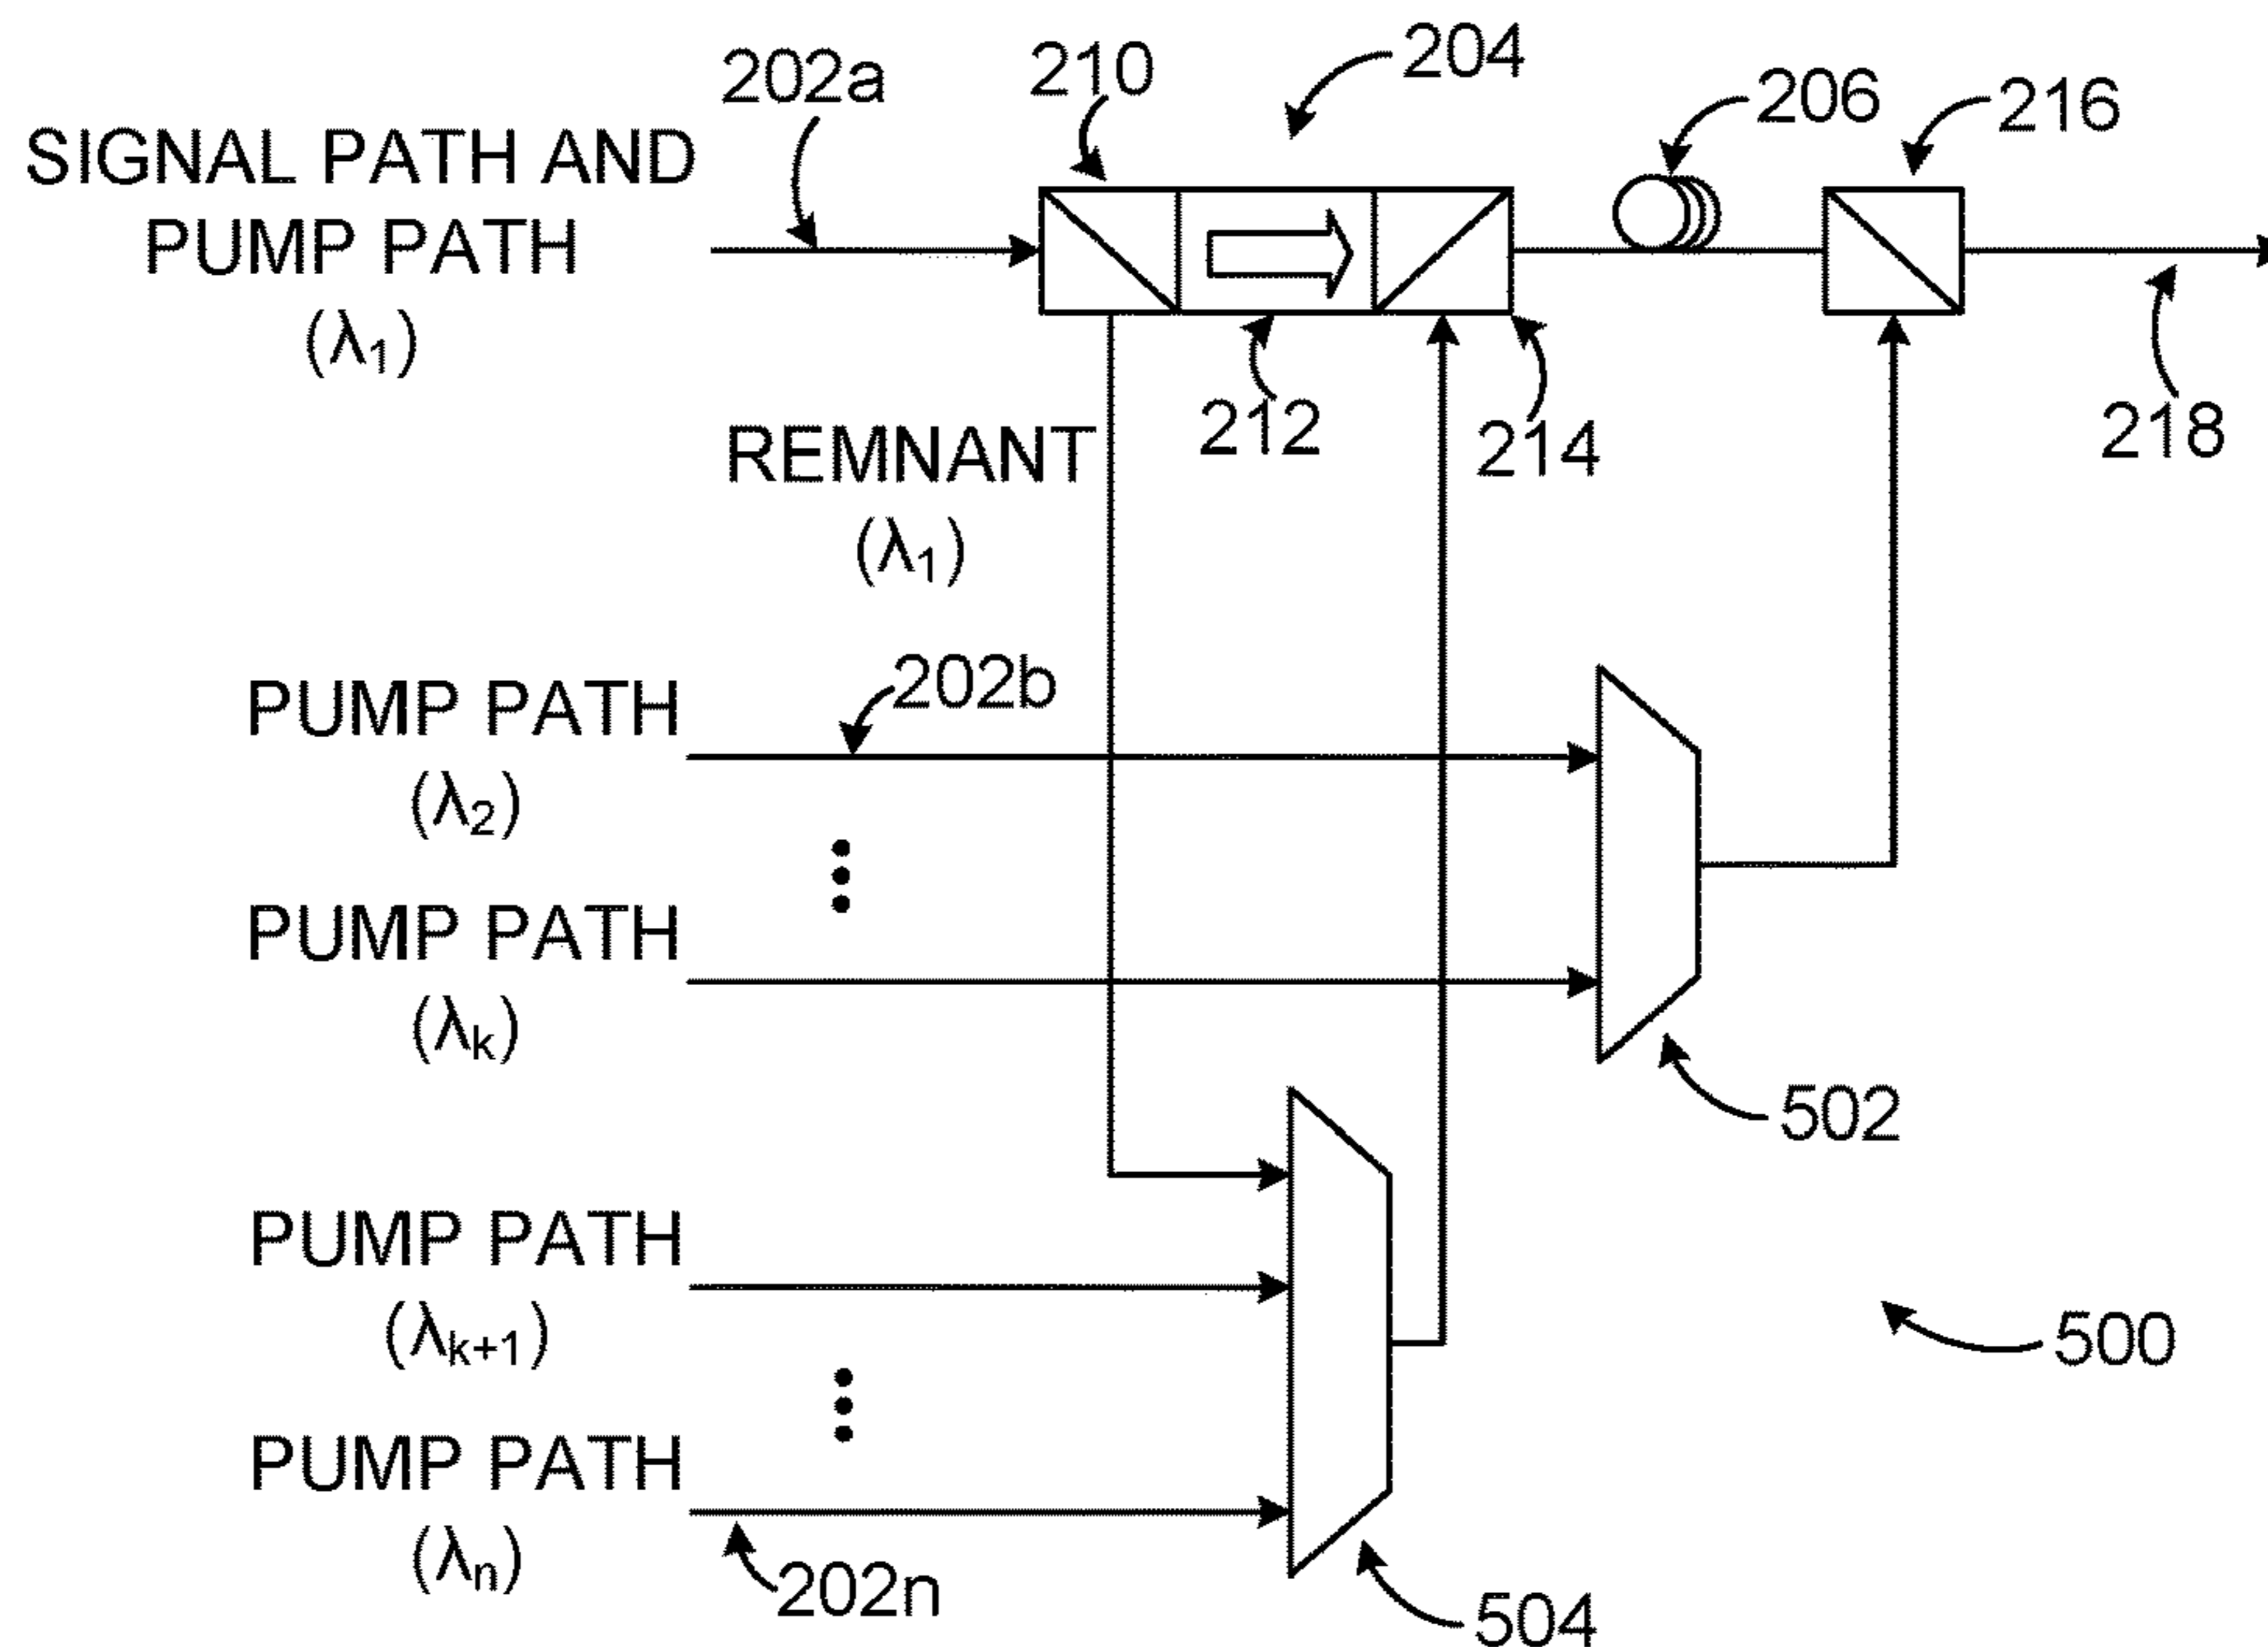 202a
210
204
206
216
SIGNAL PATH AND
PUMP PATH
(λ1)
212
214
218
REMNANT
(λ1)
PUMP PATH
(λ2)
202b
PUMP PATH
(λk)
502
PUMP PATH
(λk+1)
500
PUMP PATH
(λn)
202n
504